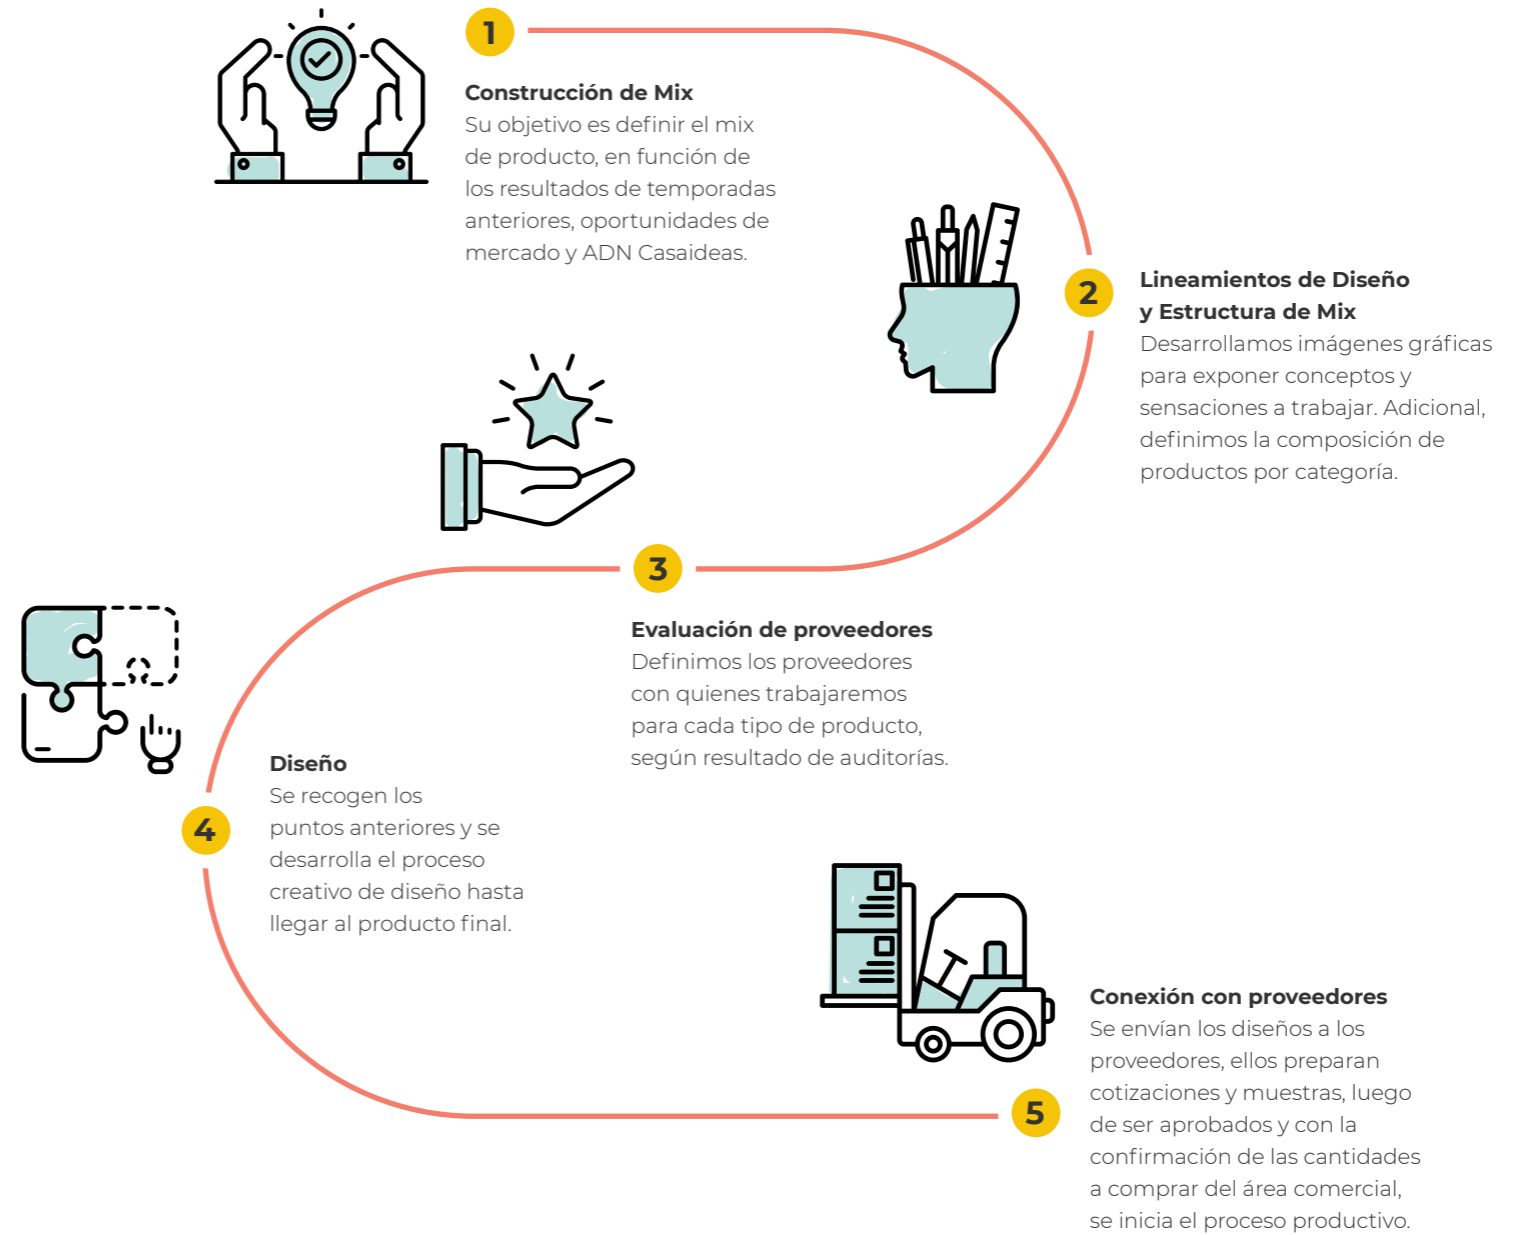 1
Construcción de Mix
Su objetivo es definir el mix
de producto, en función de
los resultados de temporadas
anteriores, oportunidades de
mercado y ADN Casaideas.
2
Lineamientos de Diseño
y Estructura de Mix
Desarrollamos imágenes gráficas
para exponer conceptos y
sensaciones a trabajar. Adicional,
definimos la composición de
productos por categoría.
3
Evaluación de proveedores
Definimos los proveedores
con quienes trabajaremos
para cada tipo de producto,
según resultado de auditorías.
4
Diseño
Se recogen los
puntos anteriores y se
desarrolla el proceso
creativo de diseño hasta
llegar al producto final.
5
Conexión con proveedores
Se envían los diseños a los
proveedores, ellos preparan
cotizaciones y muestras, luego
de ser aprobados y con la
confirmación de las cantidades
a comprar del área comercial,
se inicia el proceso productivo.